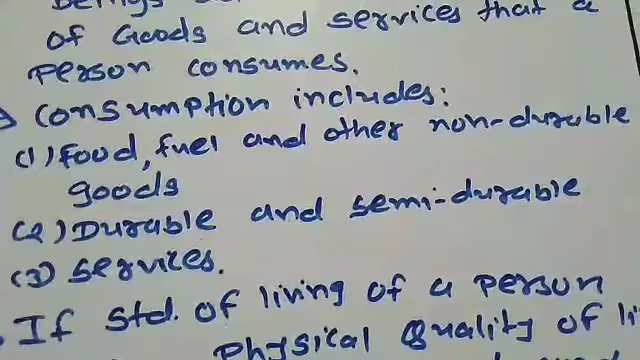 of Goods and services that a
person consumes.
Consumption includes:
(1) Food, fuel and other non-durable
goods
(2) Durable and semi-durable
(3) services.
If Std. of living of a person
Physical Quality of li